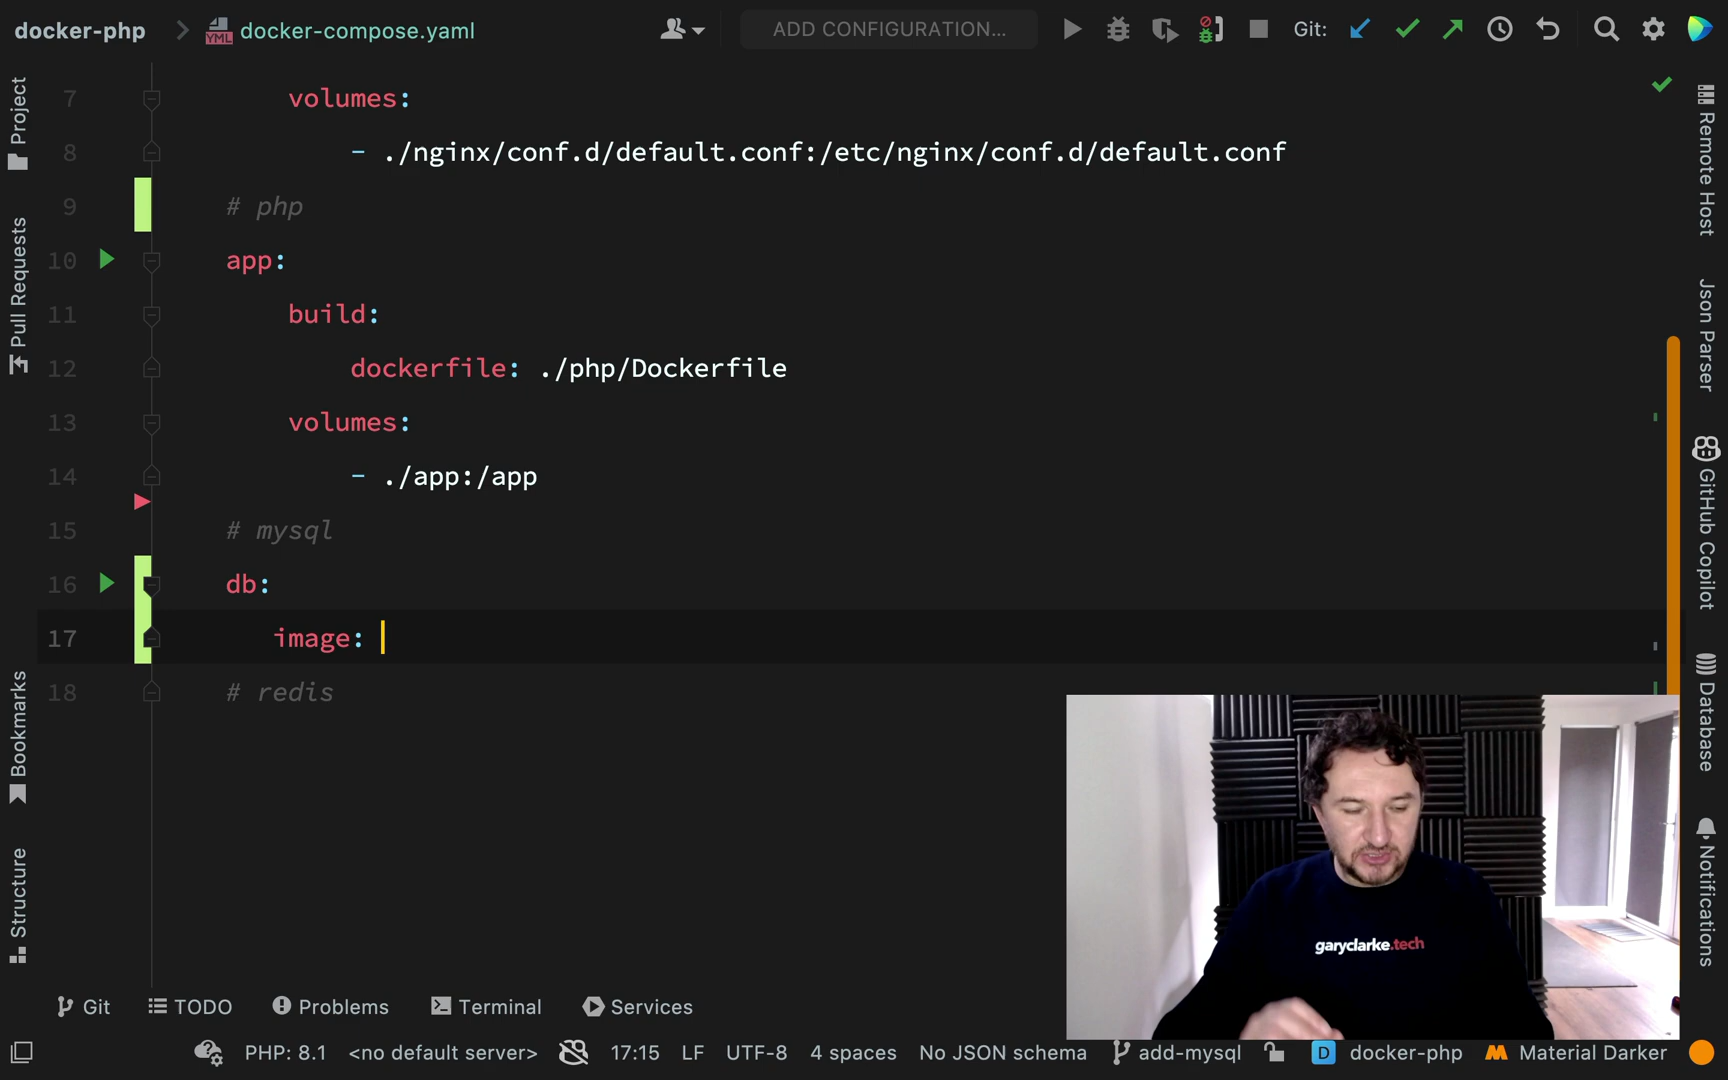 docker-php
YML
docker-compose.yaml
ADD CONFIGURATION...
Git:
7 volumes:
8 - ./nginx/conf.d/default.conf:/etc/nginx/conf.d/default.conf
9 # php
10 app:
11 build:
12 dockerfile: ./php/Dockerfile
13 volumes:
14 - ./app:/app
15 # mysql
16 db:
17 image:
18 # redis
Project
Pull Requests
Bookmarks
Structure
Remote Host
Json Parser
GitHub Copilot
Database
Notifications
garyclarke.tech
Git
TODO
Problems
Terminal
Services
PHP: 8.1
<no default server>
17:15
LF
UTF-8
4 spaces
No JSON schema
add-mysql
D
docker-php
Material Darker